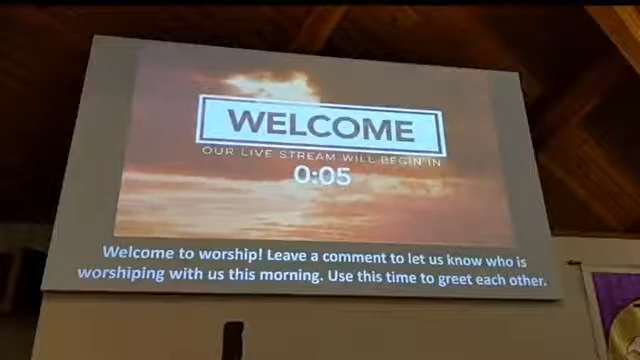 WELCOME
OUR LIVE STREAM WILL BEGIN IN
0:05
Welcome to worship! Leave a comment to let us know who is
worshiping with us this morning. Use this time to greet each other.